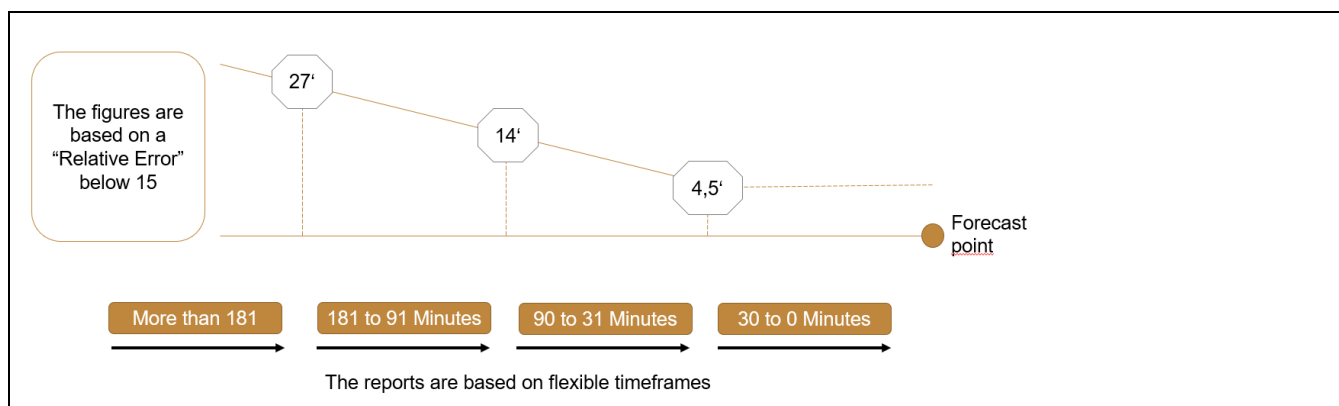 The figures are
based on a
“Relative Error”
below 15
27‘
14‘
4,5‘
Forecast
point
More than 181
181 to 91 Minutes
90 to 31 Minutes
30 to 0 Minutes
The reports are based on flexible timeframes